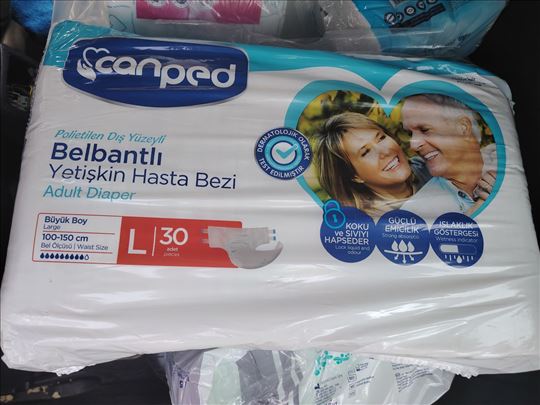 canped
Polietilen Dış Yüzeyli
Belbantlı
Yetişkin Hasta Bezi
Adult Diaper
DERMATOLOJİK OLARAK
TEST EDİLMİŞTİR
Büyük Boy
Large
100-150 cm
Bel Ölçüsü | Waist Size
L
30
adet
pieces
KOKU
ve SIVIYI
HAPSEDER
Lock liquid and
odour
GÜÇLÜ
EMİCİLİK
Strong absorption
ISLAKLIK
GÖSTERGESİ
Wetness indicator